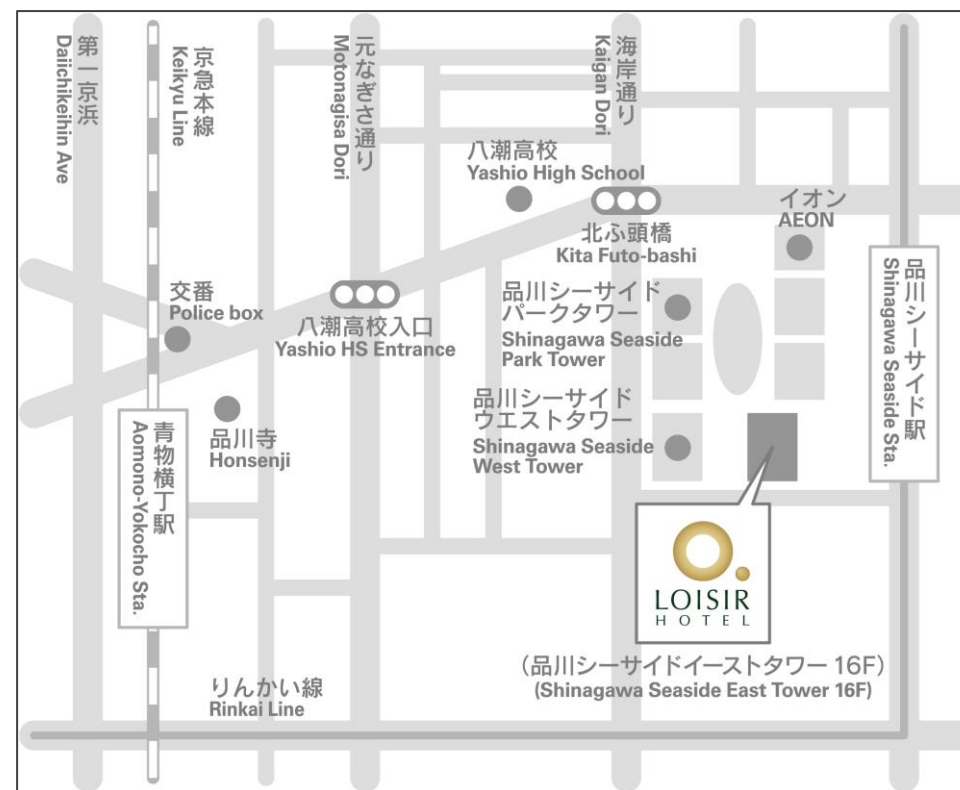 第一京浜
Daiichikeihin Ave
京急本線
Keikyu Line
元なぎさ通り
Motonagisa Dori
海岸通り
Kaigan Dori
八潮高校
Yashio High School
イオン
AEON
北ふ頭橋
Kita Futo-bashi
交番
Police box
八潮高校入口
Yashio HS Entrance
品川シーサイド
パークタワー
Shinagawa Seaside
Park Tower
品川シーサイド駅
Shinagawa Seaside Sta.
品川シーサイド
ウエストタワー
Shinagawa Seaside
West Tower
品川寺
Honsenji
青物横丁駅
Aomono-Yokocho Sta.
LOISIR
HOTEL
（品川シーサイドイーストタワー 16F）
(Shinagawa Seaside East Tower 16F)
りんかい線
Rinkai Line